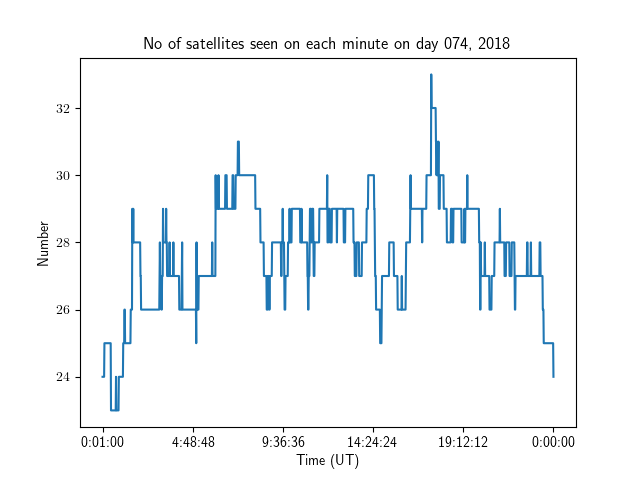 No of satellites seen on each minute on day 074, 2018
Number
32
30
28
26
24
0:01:00 4:48:48 9:36:36 14:24:24 19:12:12 0:00:00
Time (UT)